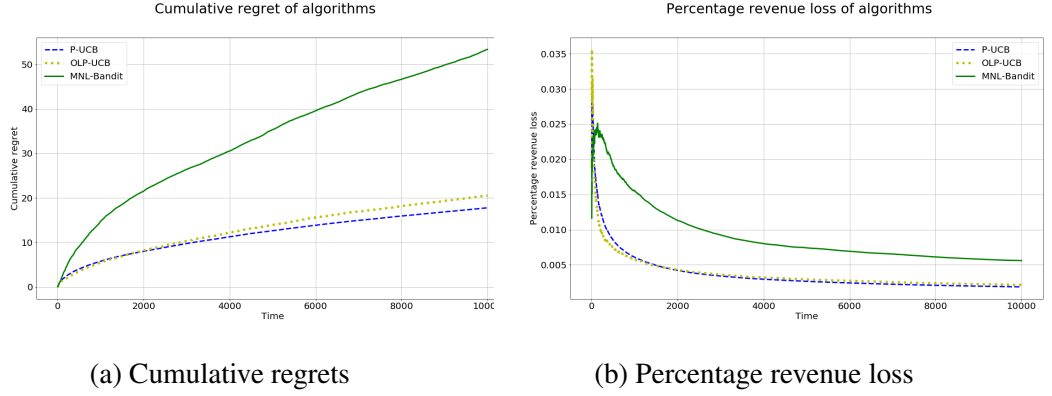 Cumulative regret of algorithms
P-UCB
OLP-UCB
MNL-Bandit
50
40
30
20
10
0
Cumulative regret
0
2000
4000
6000
8000
10000
Time
(a) Cumulative regrets
Percentage revenue loss of algorithms
P-UCB
OLP-UCB
MNL-Bandit
0.035
0.030
0.025
0.020
0.015
0.010
0.005
Percentage revenue loss
0
2000
4000
6000
8000
10000
Time
(b) Percentage revenue loss